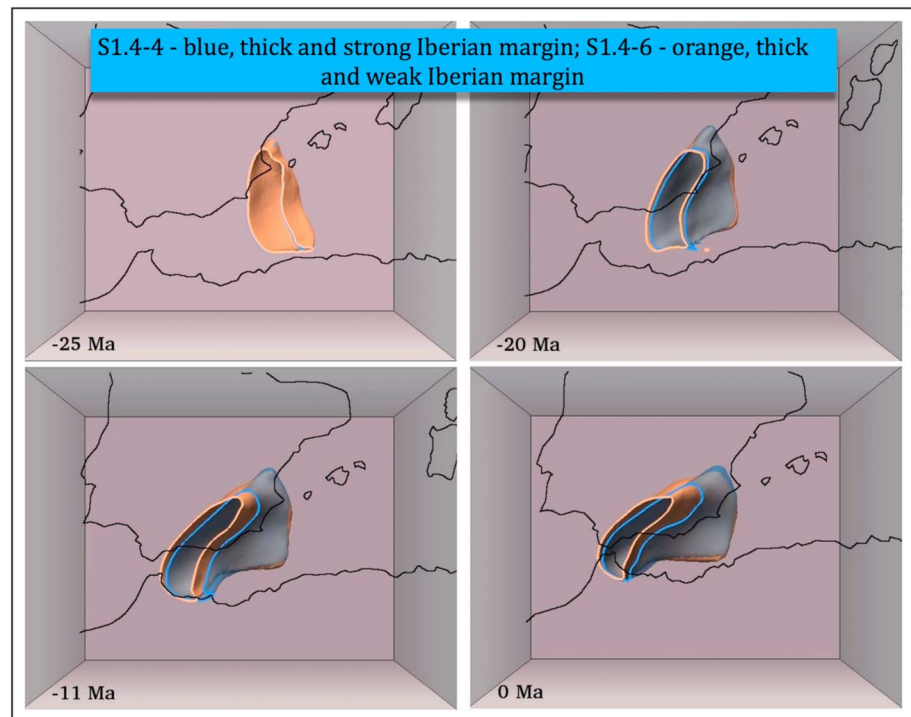 S1.4-4 - blue, thick and strong Iberian margin; S1.4-6 - orange, thick
and weak Iberian margin
-25 Ma
-20 Ma
-11 Ma
0 Ma